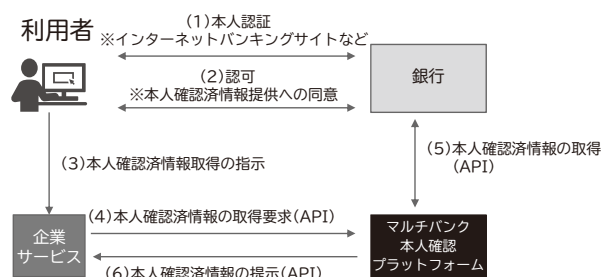 (1)本人認証
※インターネットバンキングサイトなど
利用者
(2)認可
※本人確認済情報提供への同意
銀行
(3)本人確認済情報取得の指示
(5)本人確認済情報の取得
(API)
(4)本人確認済情報の取得要求(API)
企業
サービス
マルチバンク
本人確認
プラットフォーム
(6)本人確認済情報の提示(API)